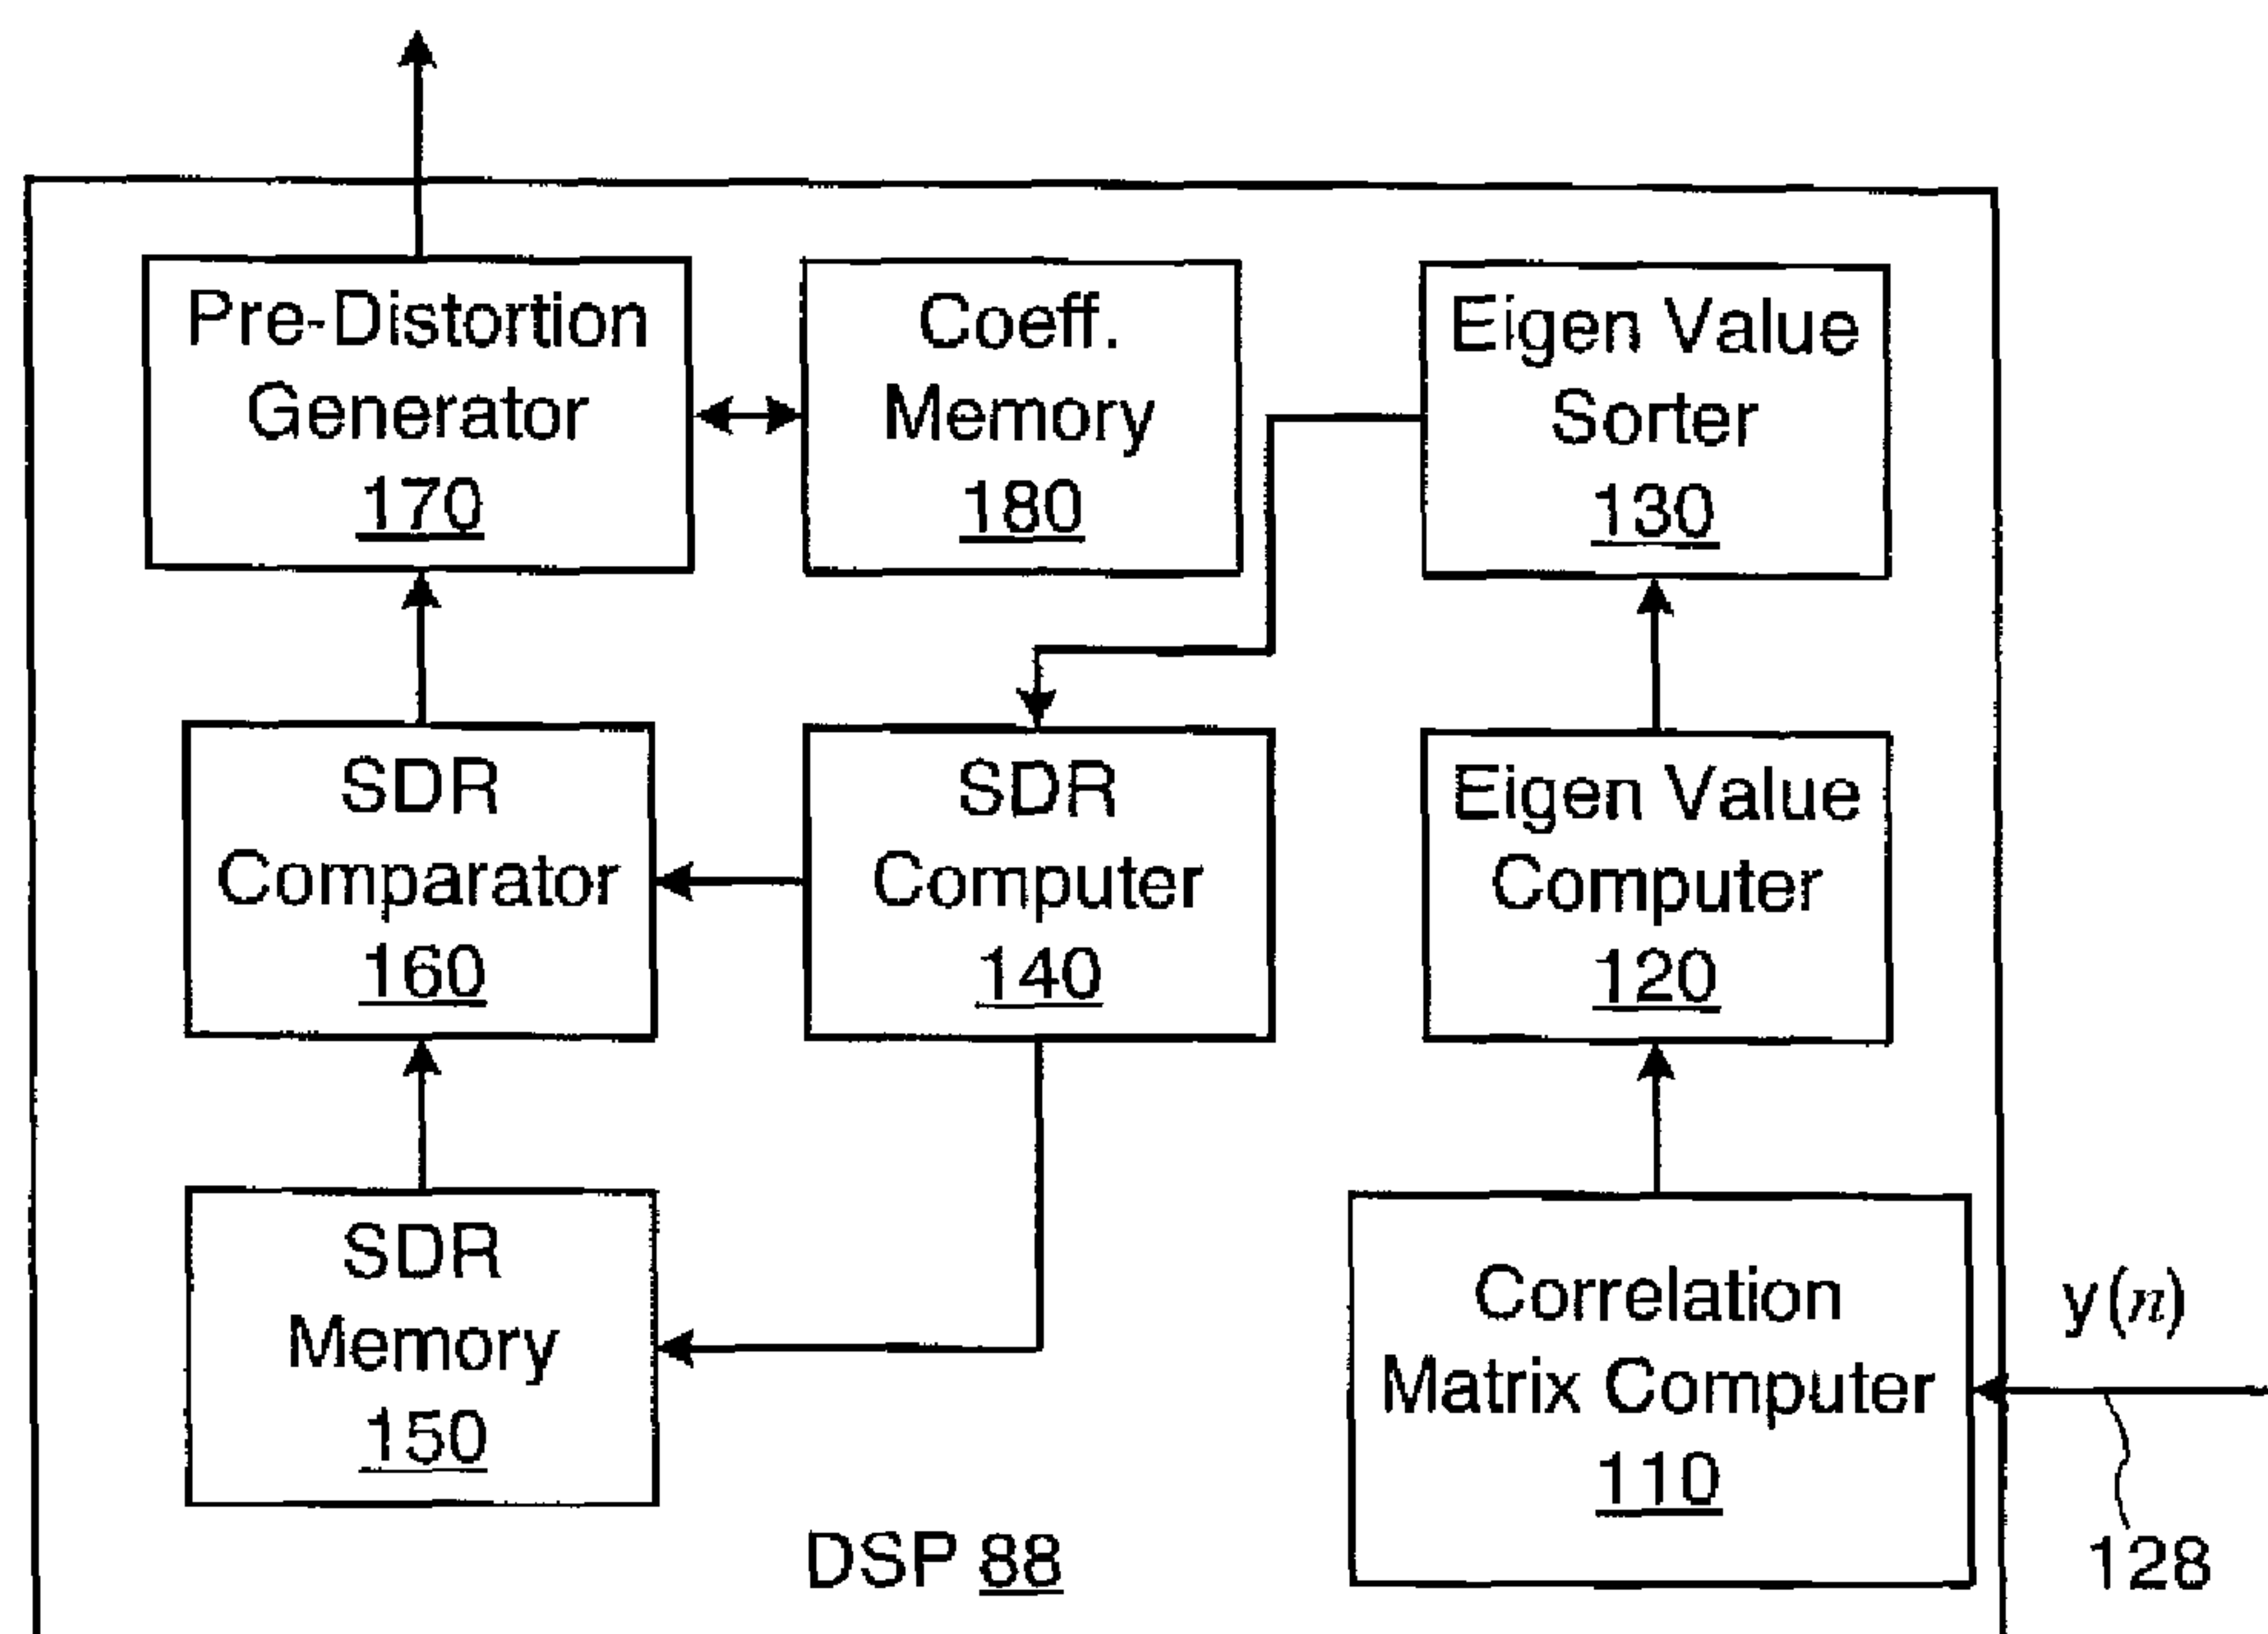 Pre-Distortion
Generator
170
Coeff.
Memory
180
Eigen Value
Sorter
130
SDR
Comparator
160
SDR
Computer
140
Eigen Value
Computer
120
SDR
Memory
150
Correlation
Matrix Computer
110
y(n)
128
DSP 88